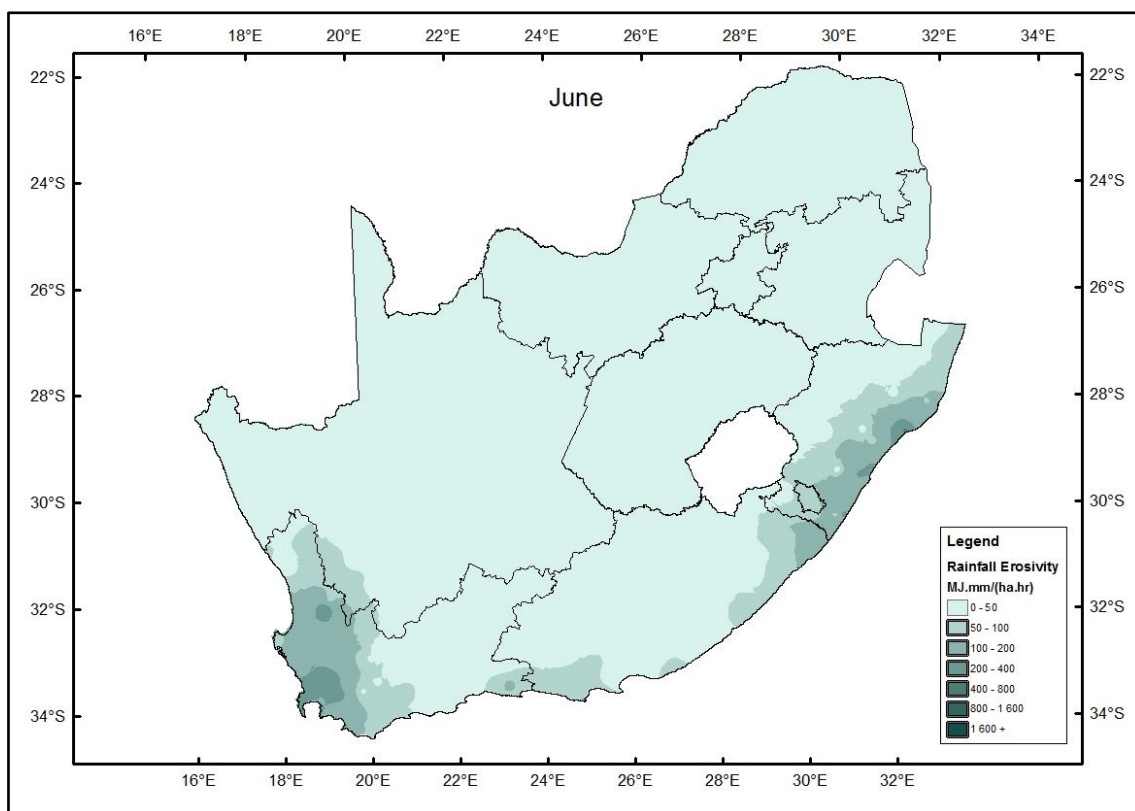 16°E 18°E 20°E 22°E 24°E 26°E 28°E 30°E 32°E 34°E
June
22°S 22°S
24°S 24°S
26°S 26°S
28°S 28°S
30°S 30°S
32°S 32°S
34°S 34°S
Legend
Rainfall Erosivity
MJ.mm/(ha.hr)
0 - 50
50 - 100
100 - 200
200 - 400
400 - 800
800 - 1 600
1 600 +
16°E 18°E 20°E 22°E 24°E 26°E 28°E 30°E 32°E